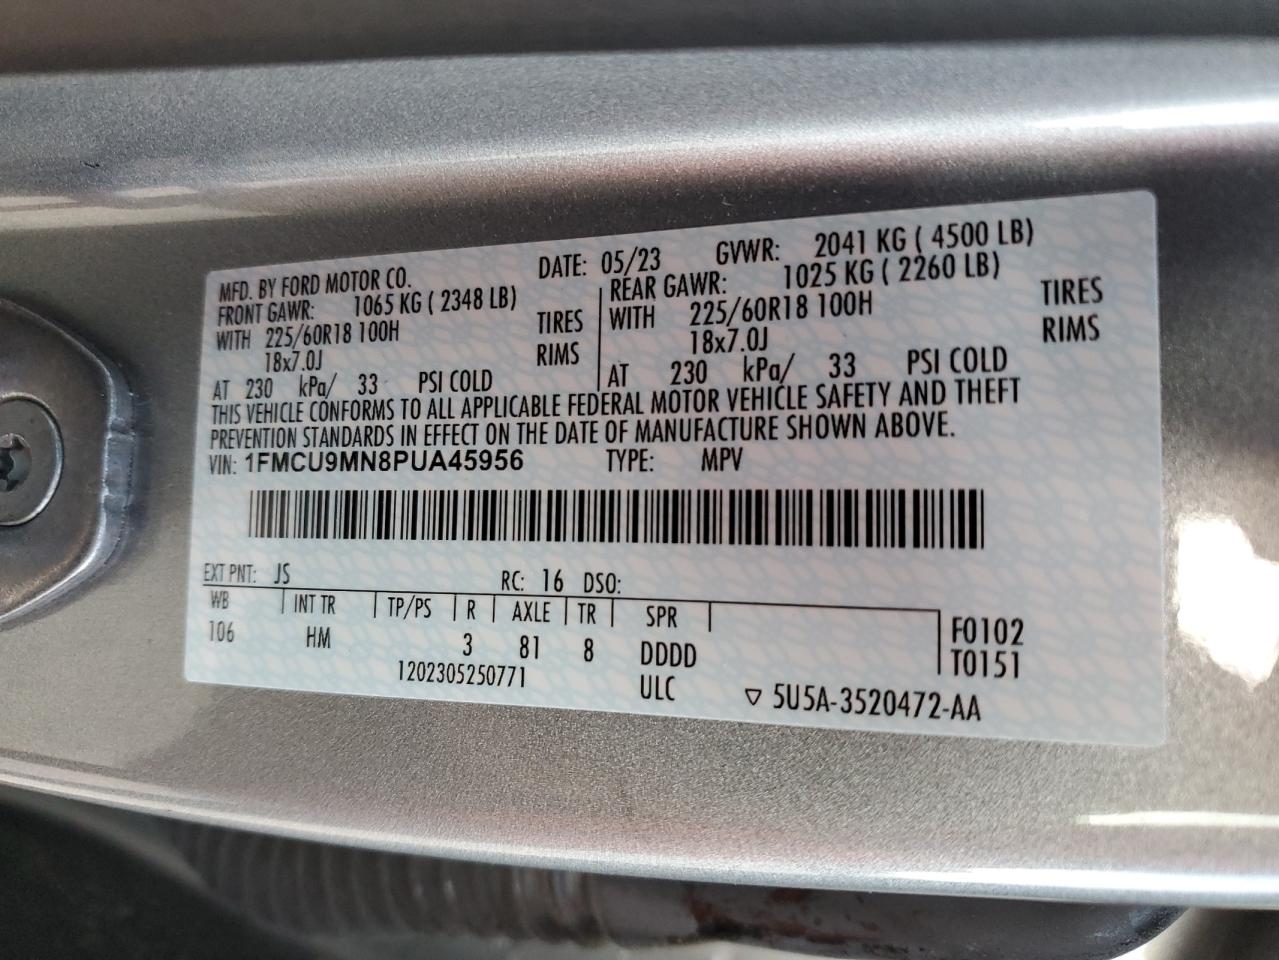 MFD. BY FORD MOTOR CO. DATE: 05/23 GVWR: 2041 KG ( 4500 LB)
FRONT GAWR: 1065 KG ( 2348 LB) REAR GAWR: 1025 KG ( 2260 LB)
WITH 225/60R18 100H TIRES WITH 225/60R18 100H TIRES
18x7.0J RIMS 18x7.0J RIMS
AT 230 kPa/ 33 PSI COLD AT 230 kPa/ 33 PSI COLD
THIS VEHICLE CONFORMS TO ALL APPLICABLE FEDERAL MOTOR VEHICLE SAFETY AND THEFT
PREVENTION STANDARDS IN EFFECT ON THE DATE OF MANUFACTURE SHOWN ABOVE.
VIN: 1FMCU9MN8PUA45956 TYPE: MPV
EXT PNT: JS RC: 16 DSO:
WB INT TR TP/PS R AXLE TR SPR F0102
106 HM 3 81 8 DDDD T0151
1202305250771 ULC ▽ 5U5A-3520472-AA